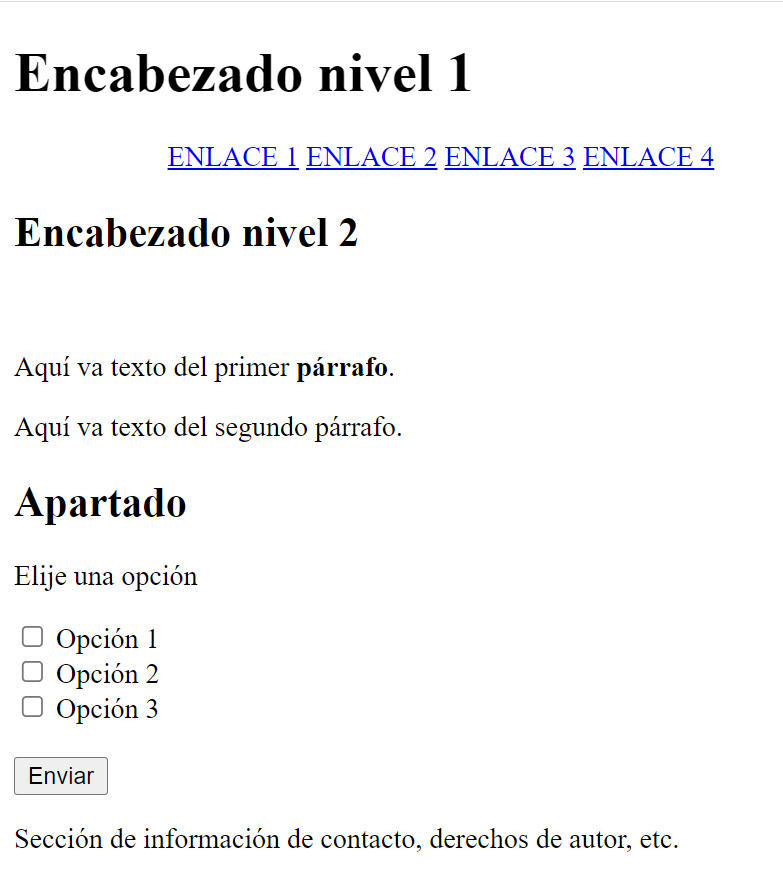 Encabezado nivel 1
ENLACE 1 ENLACE 2 ENLACE 3 ENLACE 4
Encabezado nivel 2
Aquí va texto del primer párrafo.
Aquí va texto del segundo párrafo.
Apartado
Elije una opción
Opción 1
Opción 2
Opción 3
Enviar
Sección de información de contacto, derechos de autor, etc.